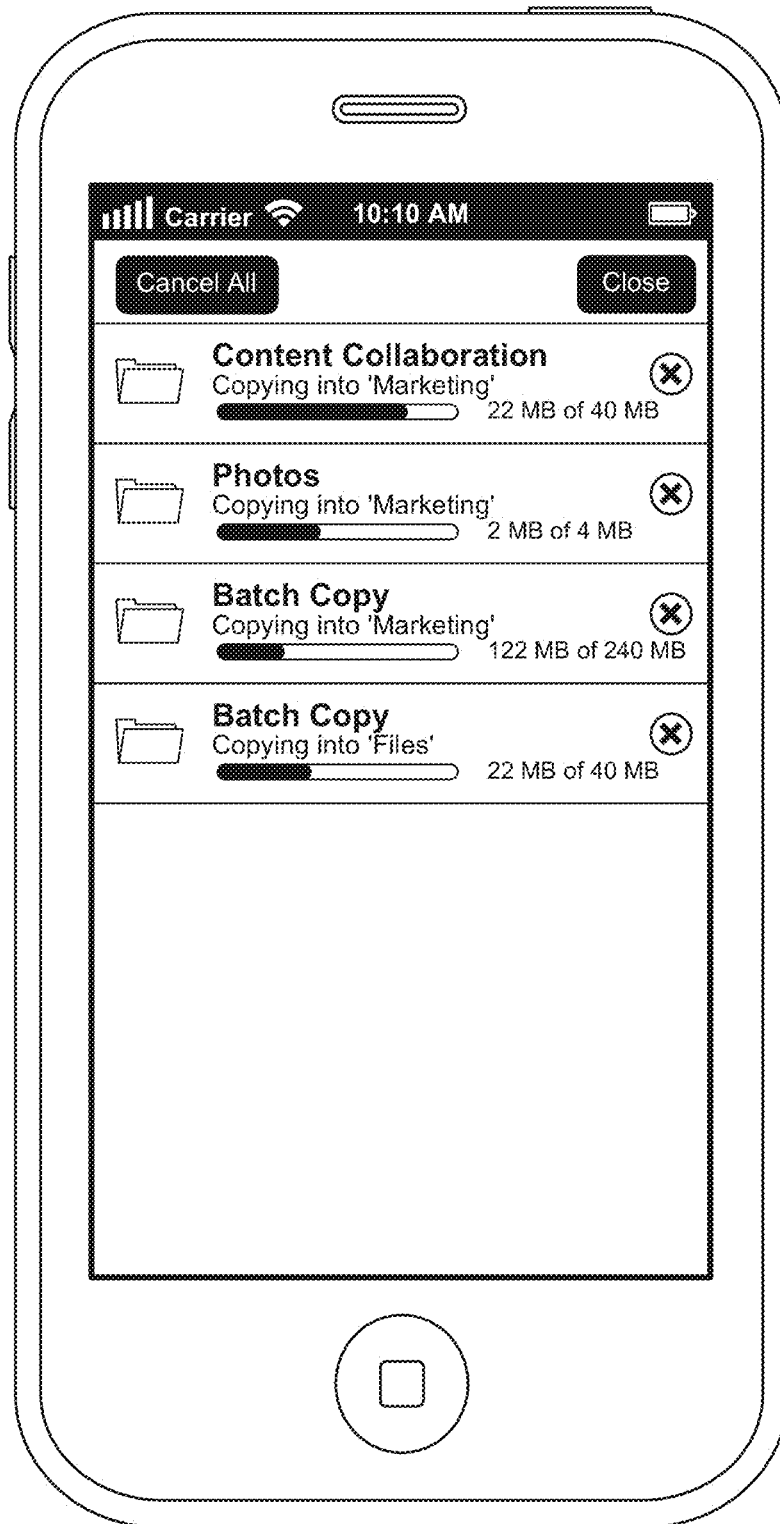 Carrier 10:10 AM
Cancel All Close
Content Collaboration
Copying into 'Marketing'
22 MB of 40 MB
Photos
Copying into 'Marketing'
2 MB of 4 MB
Batch Copy
Copying into 'Marketing'
122 MB of 240 MB
Batch Copy
Copying into 'Files'
22 MB of 40 MB